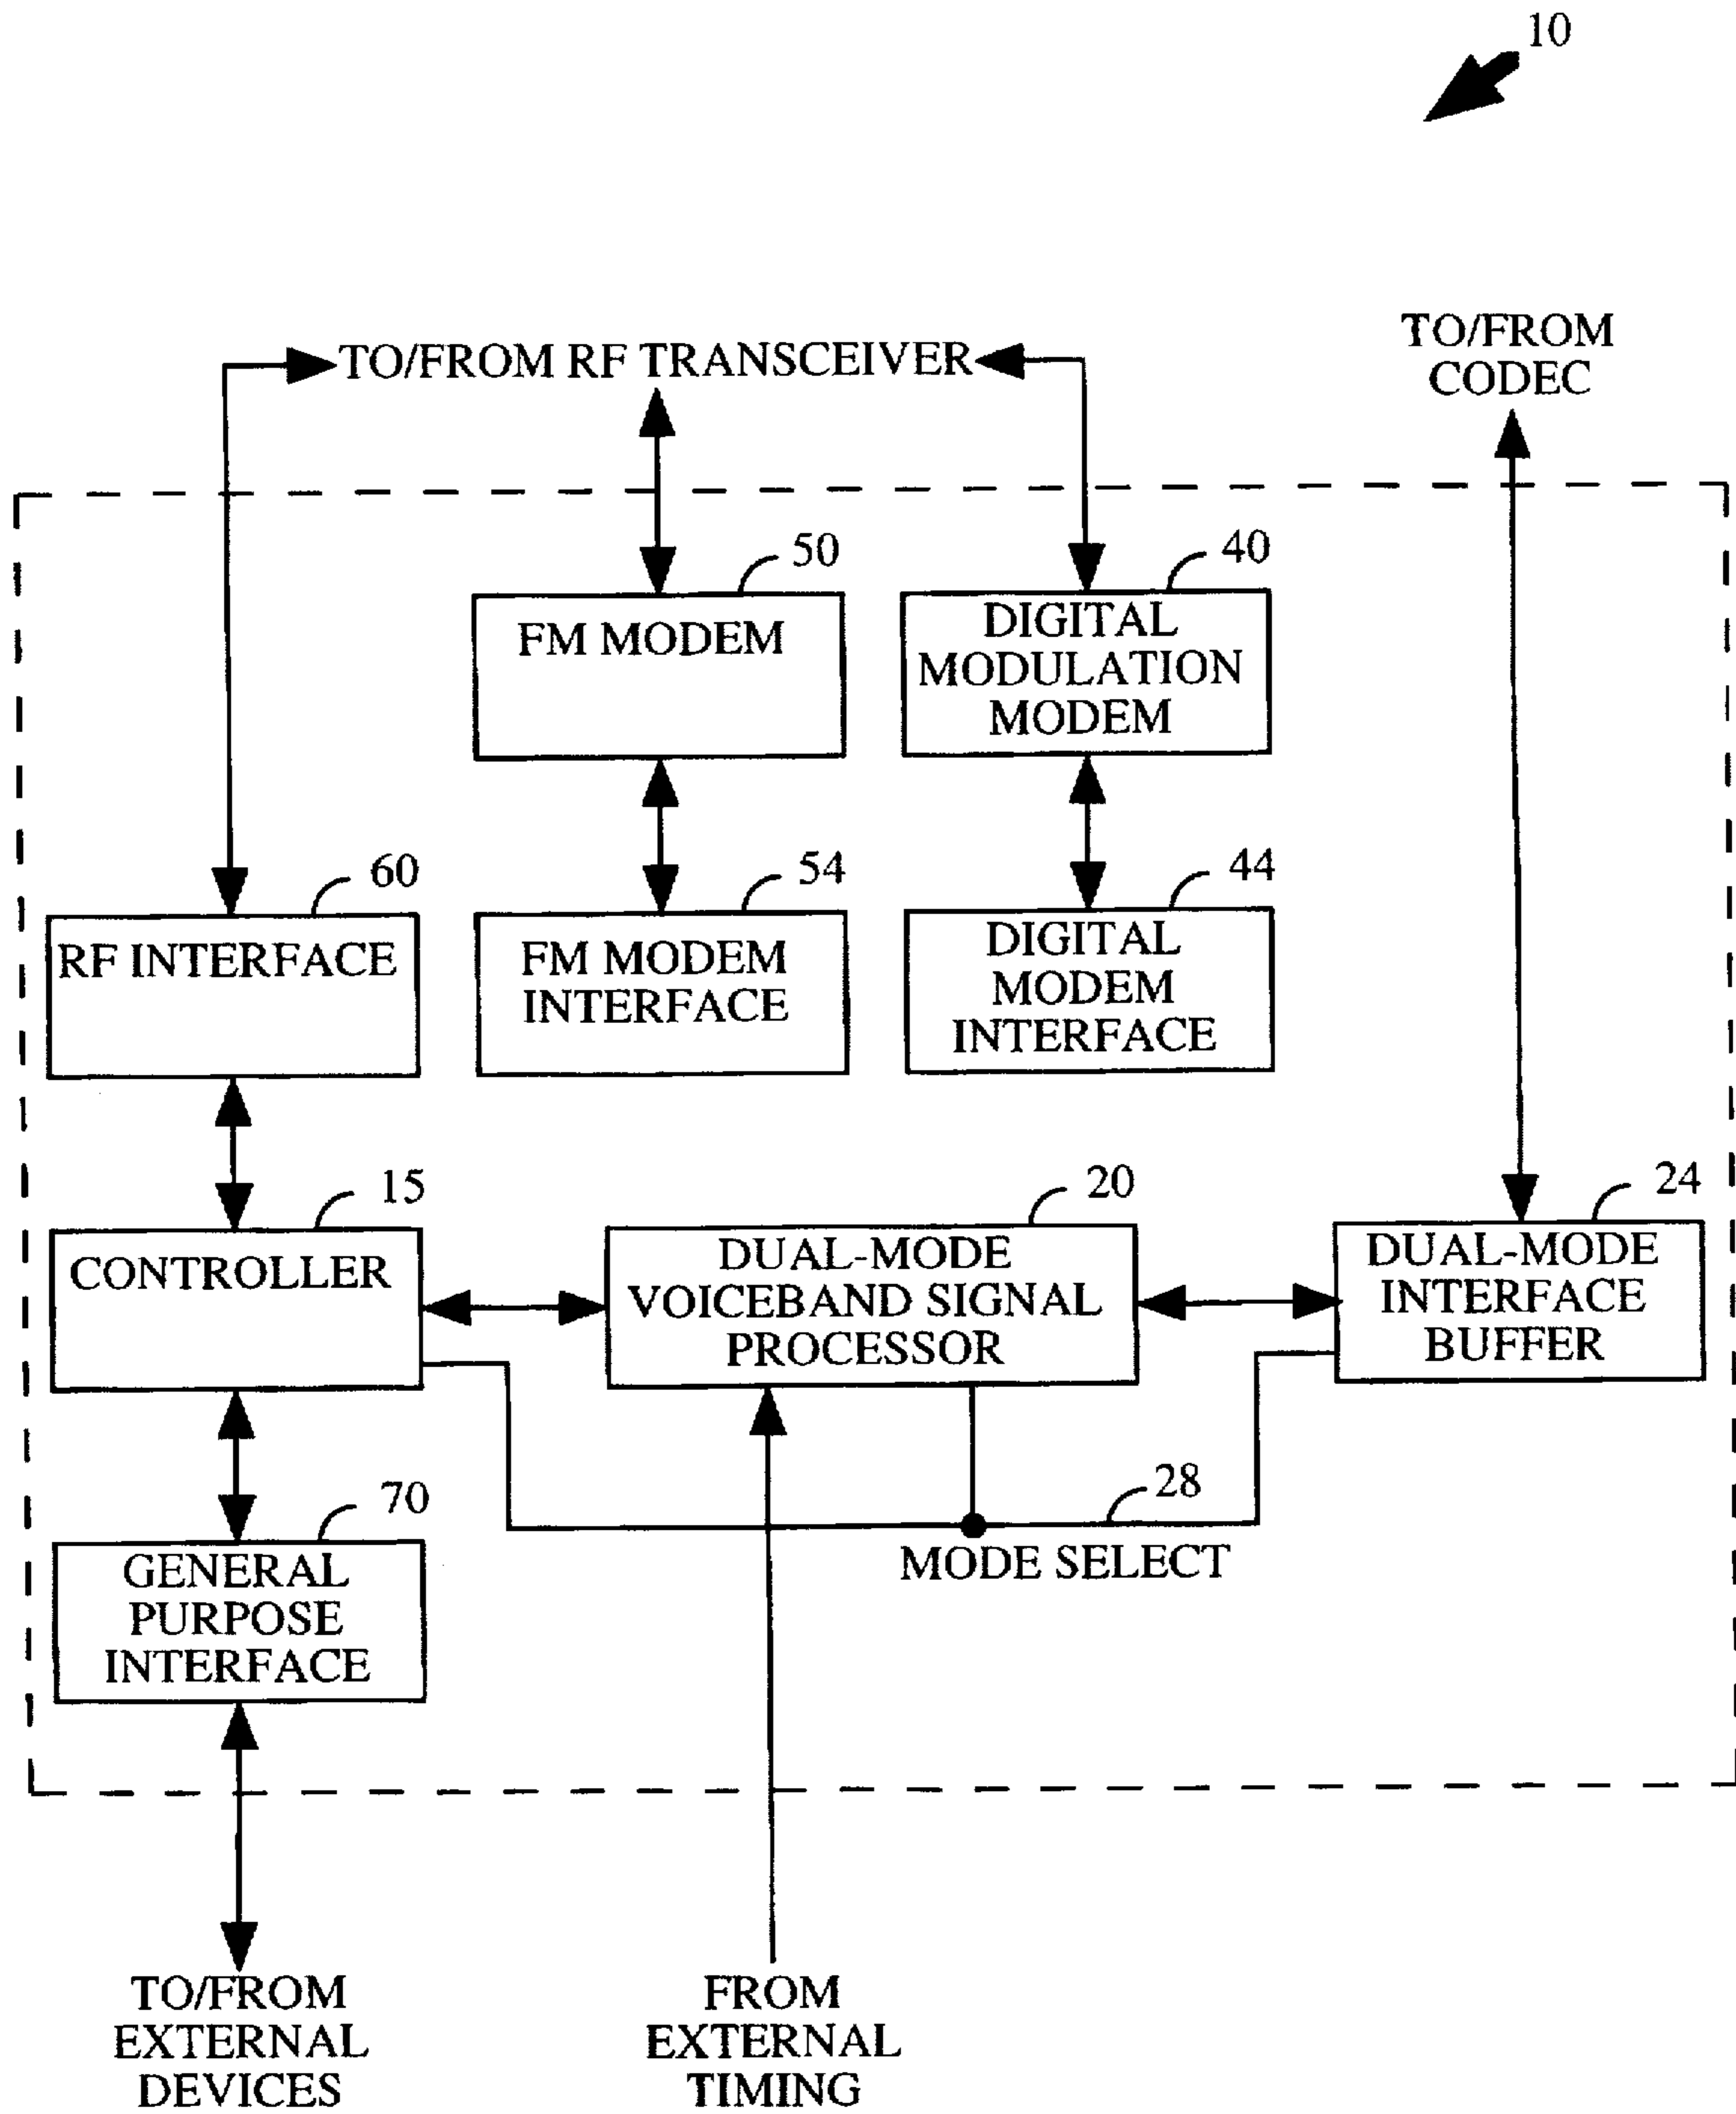 10
TO/FROM RF TRANSCEIVER
TO/FROM
CODEC
50
FM MODEM
40
DIGITAL
MODULATION
MODEM
60
RF INTERFACE
54
FM MODEM
INTERFACE
44
DIGITAL
MODEM
INTERFACE
15
CONTROLLER
20
DUAL-MODE
VOICEBAND SIGNAL
PROCESSOR
24
DUAL-MODE
INTERFACE
BUFFER
28
MODE SELECT
70
GENERAL
PURPOSE
INTERFACE
TO/FROM
EXTERNAL
DEVICES
FROM
EXTERNAL
TIMING